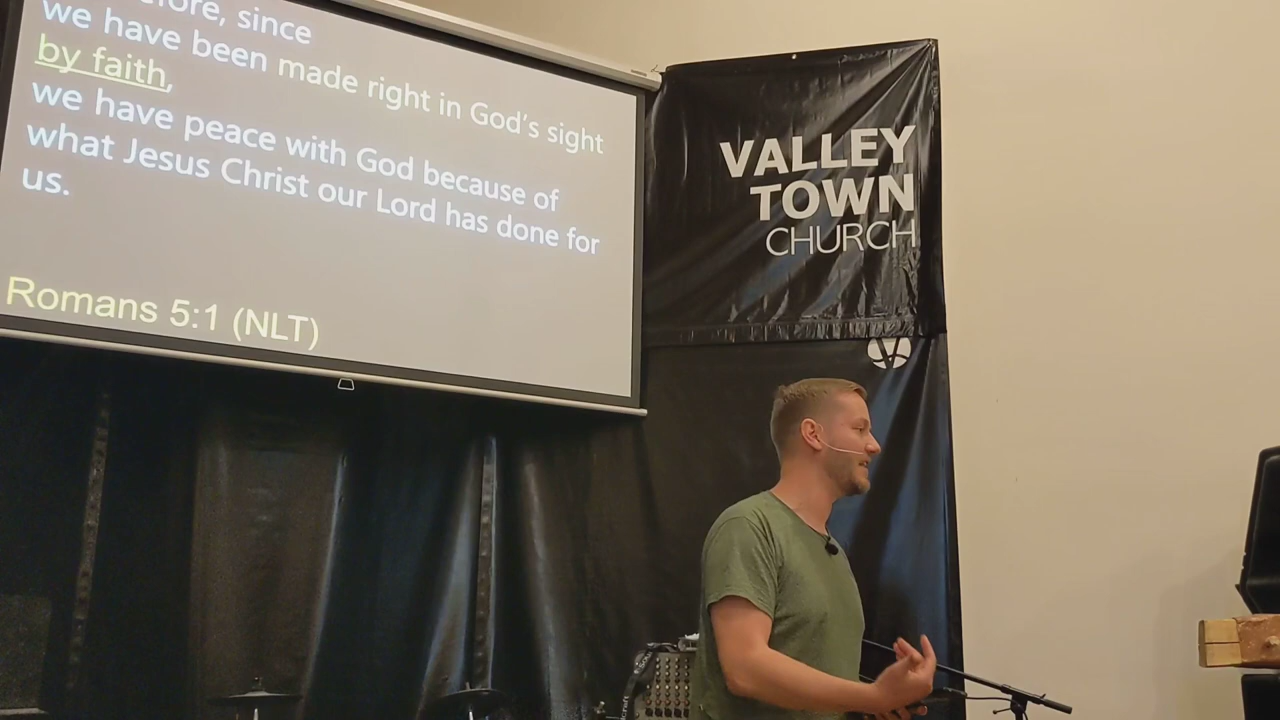 since
we have been made right in God's sight
by faith,
we have peace with God because of
what Jesus Christ our Lord has done for
us.
Romans 5:1 (NLT)
VALLEY
TOWN
CHURCH